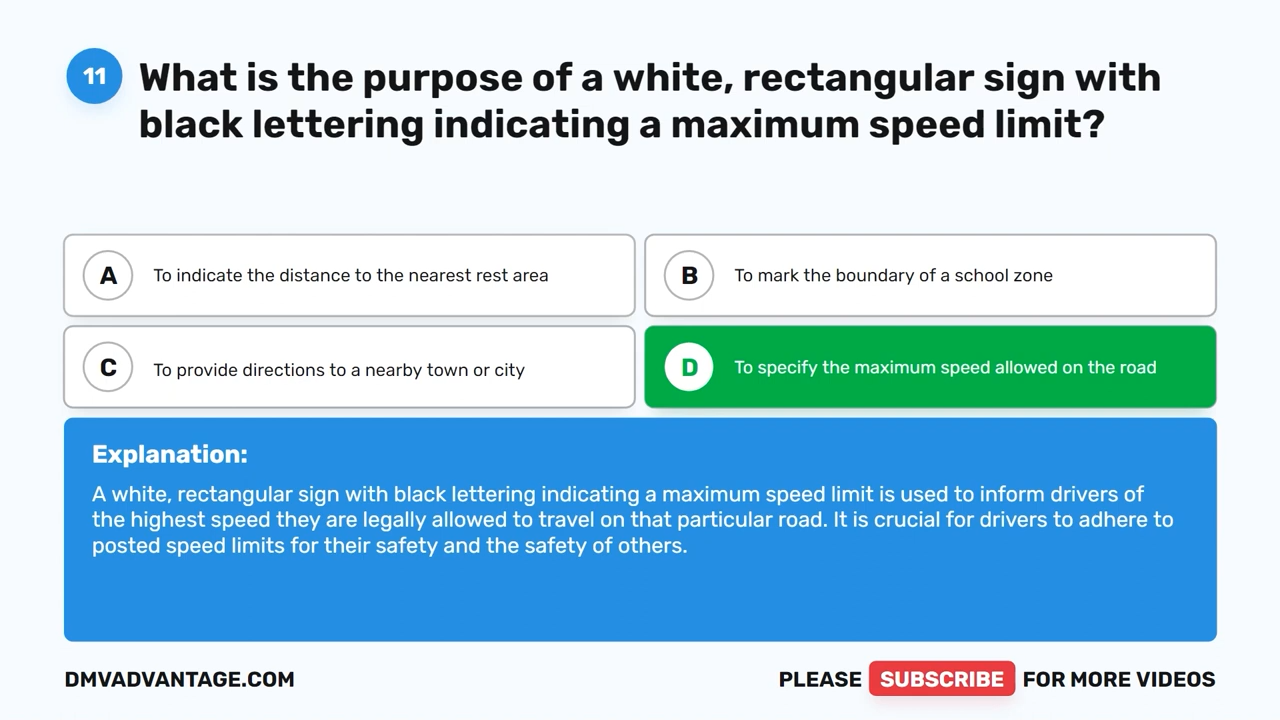 11
What is the purpose of a white, rectangular sign with
black lettering indicating a maximum speed limit?
A To indicate the distance to the nearest rest area
B To mark the boundary of a school zone
C To provide directions to a nearby town or city
D To specify the maximum speed allowed on the road
Explanation:
A white, rectangular sign with black lettering indicating a maximum speed limit is used to inform drivers of
the highest speed they are legally allowed to travel on that particular road. It is crucial for drivers to adhere to
posted speed limits for their safety and the safety of others.
DMVADVANTAGE.COM
PLEASE SUBSCRIBE FOR MORE VIDEOS